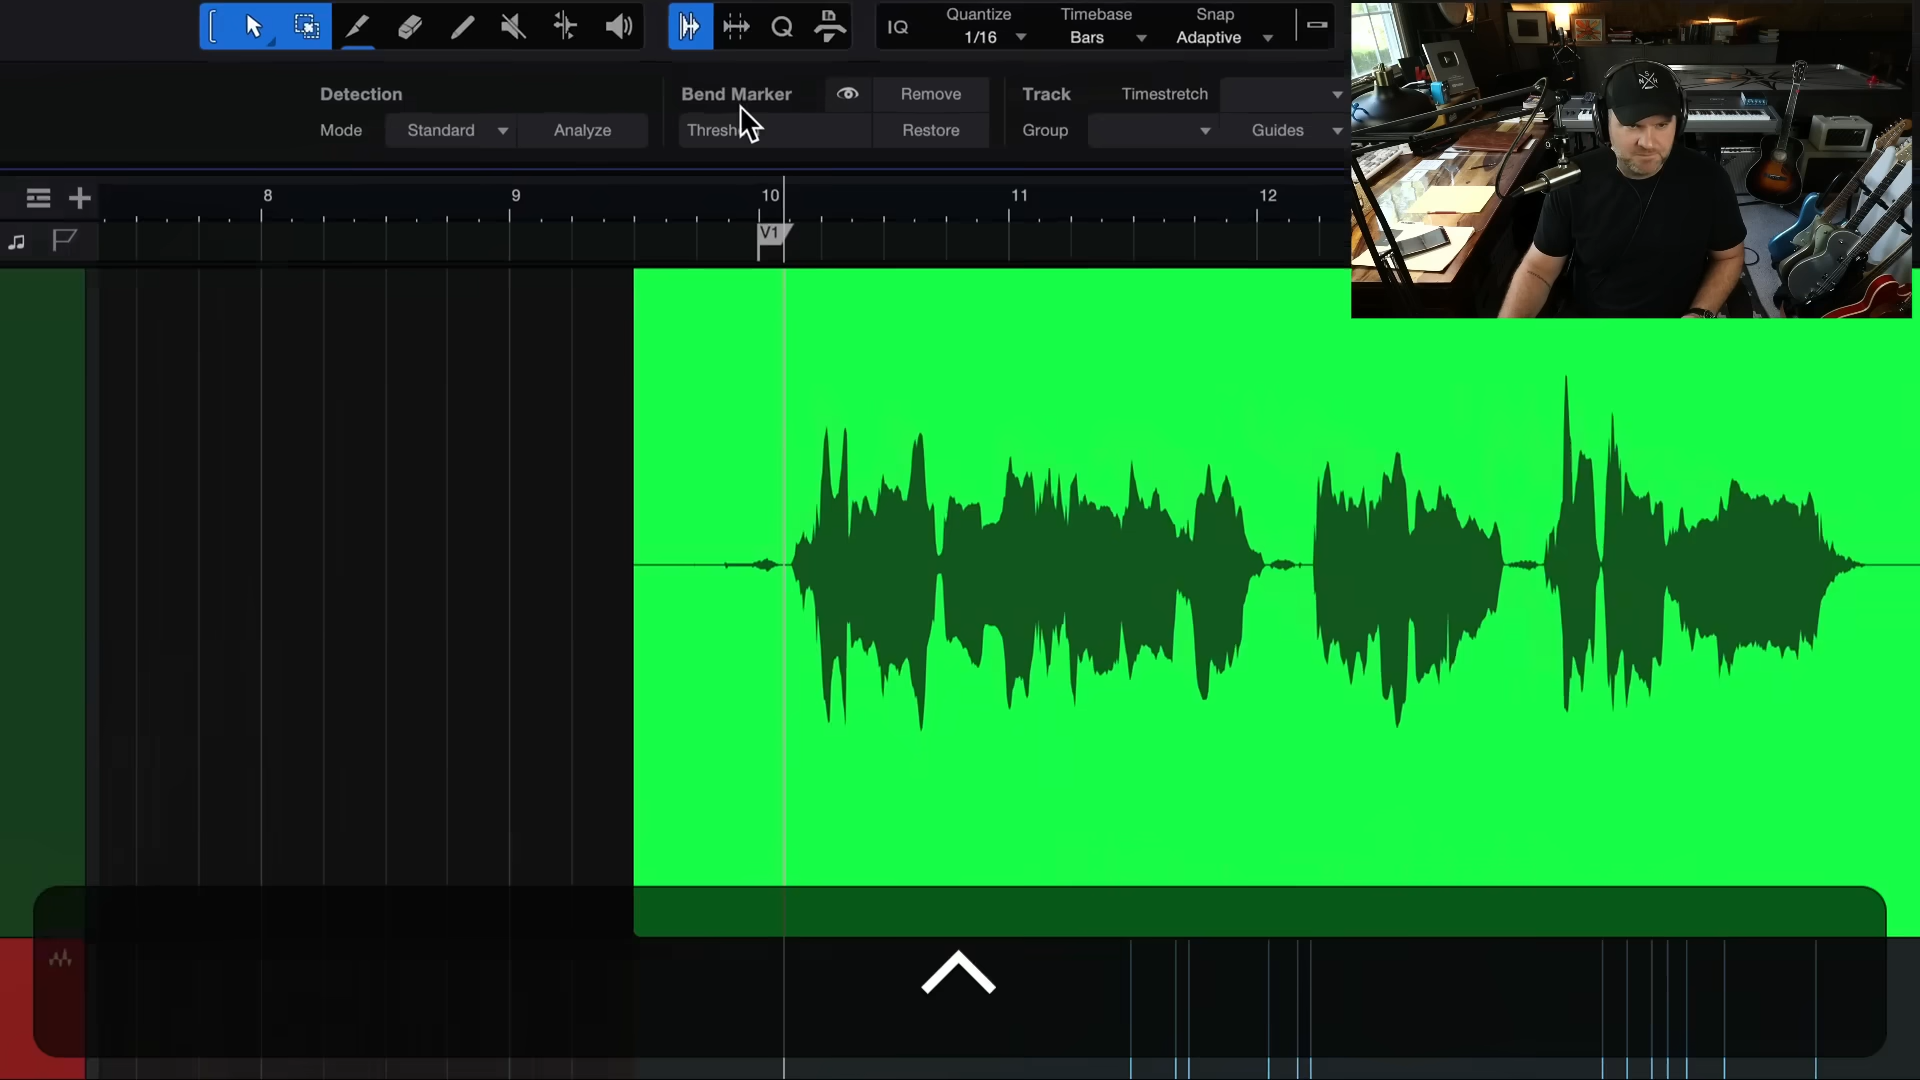 IQ
Quantize
1/16
Timebase
Bars
Snap
Adaptive
Detection
Mode
Standard
Analyze
Bend Marker
Remove
Restore
Track
Timestretch
Group
Guides
8
9
10
11
12
V1